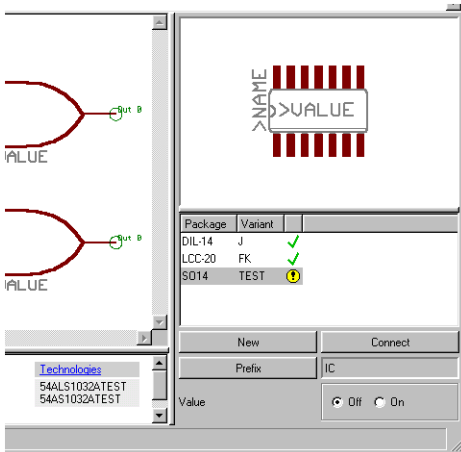 Out B
VALUE
Out B
VALUE
>NAME
>VALUE
Package Variant
DIL-14 J
LCC-20 FK
SO14 TEST
New Connect
Prefix IC
Value Off On
Technologies
54ALS1032ATEST
54AS1032ATEST